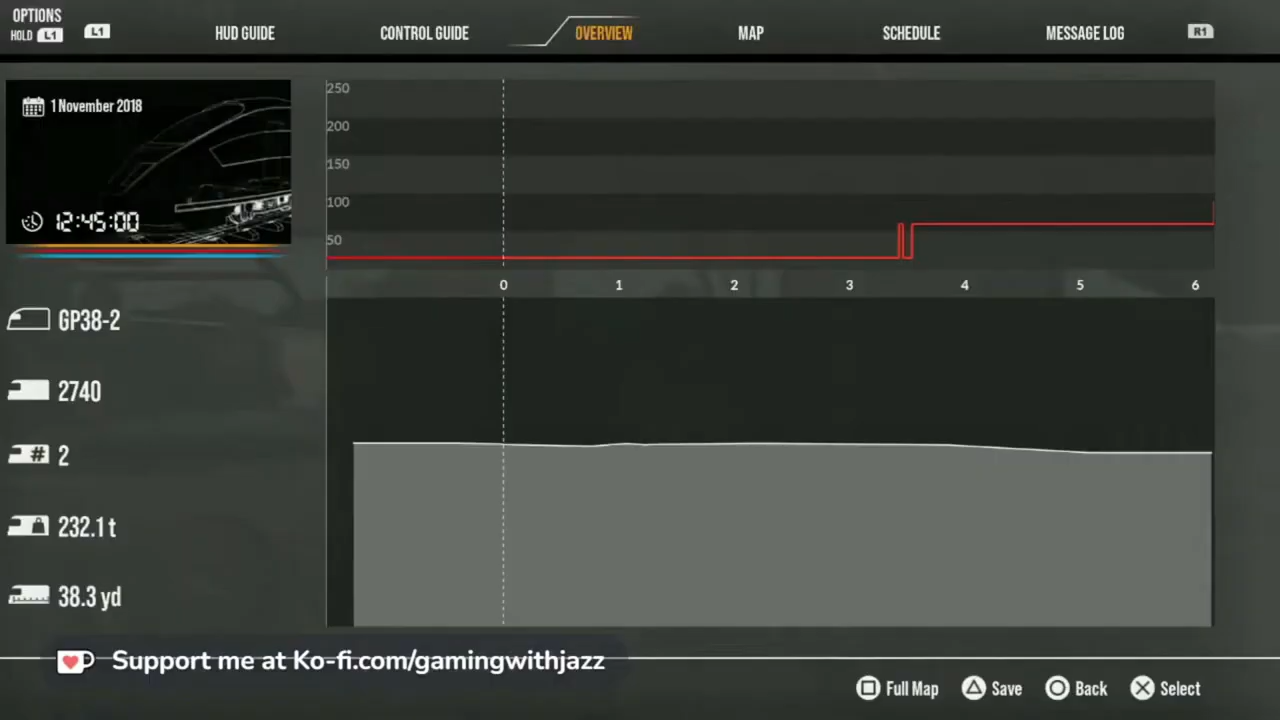 OPTIONS
HOLD L1
L1
HUD GUIDE
CONTROL GUIDE
OVERVIEW
MAP
SCHEDULE
MESSAGE LOG
R1
1 November 2018
12:45:00
250
200
150
100
50
0 1 2 3 4 5 6
GP38-2
2740
# 2
232.1 t
38.3 yd
Support me at Ko-fi.com/gamingwithjazz
Full Map
Save
Back
Select